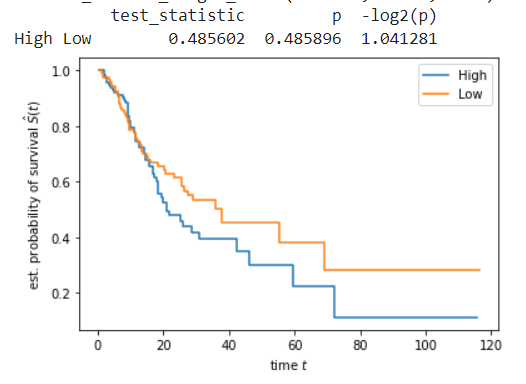 test_statistic p -log2(p)
High Low 0.485602 0.485896 1.041281
1.0
0.8
0.6
0.4
0.2
est. probability of survival Ŝ(t)
High
Low
0 20 40 60 80 100 120
time t